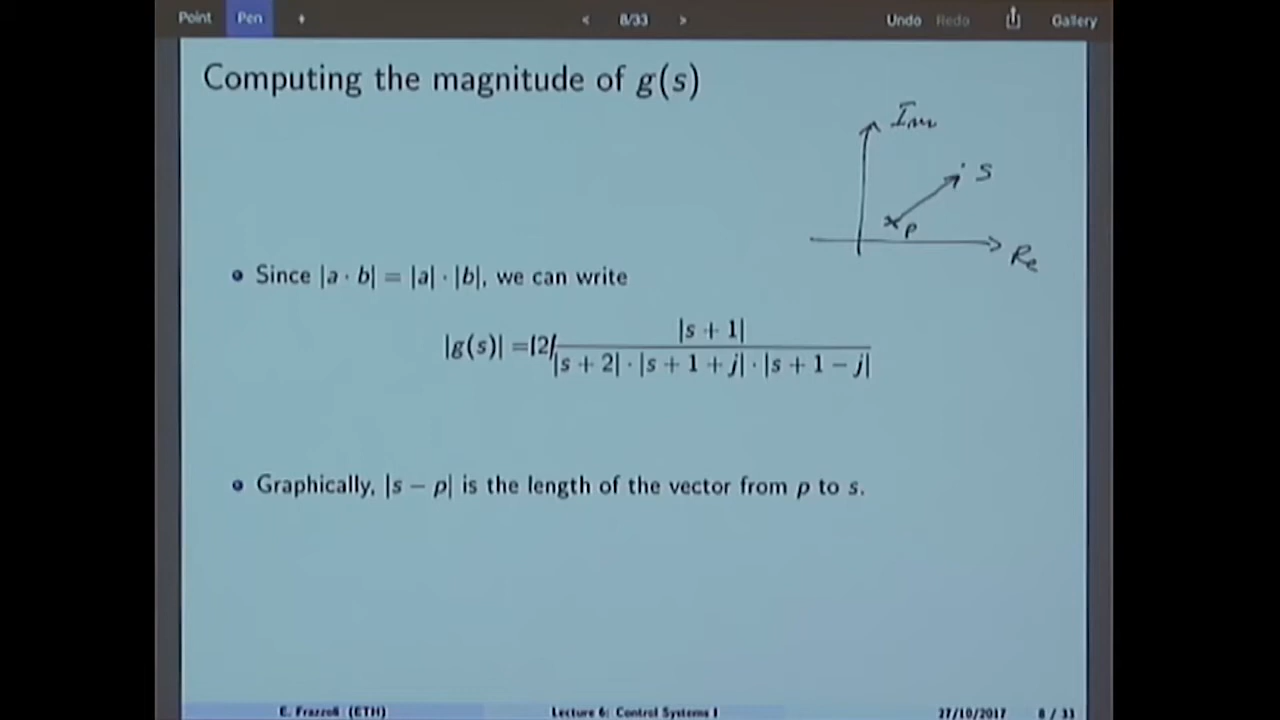 Point Pen + < 8/33 > Undo Redo Gallery
Computing the magnitude of g(s)
Im
s
p
Re
Since |a · b| = |a| · |b|, we can write
|g(s)| = |2| |s + 1| / |s + 2| · |s + 1 + j| · |s + 1 − j|
Graphically, |s − p| is the length of the vector from p to s.
E. Frazzoli (ETH) Lecture 6: Control Systems I 27/10/2017 8 / 33